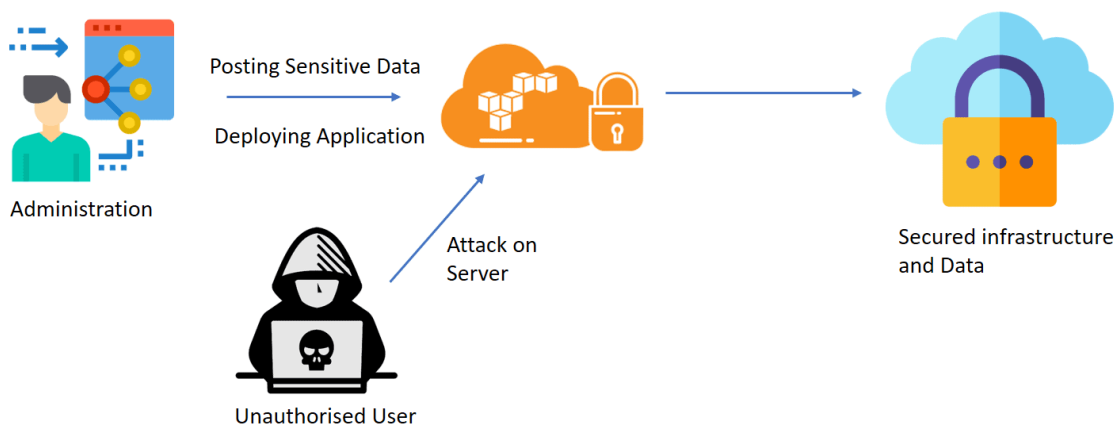 Posting Sensitive Data
Deploying Application
Administration
Attack on
Server
Secured infrastructure
and Data
Unauthorised User